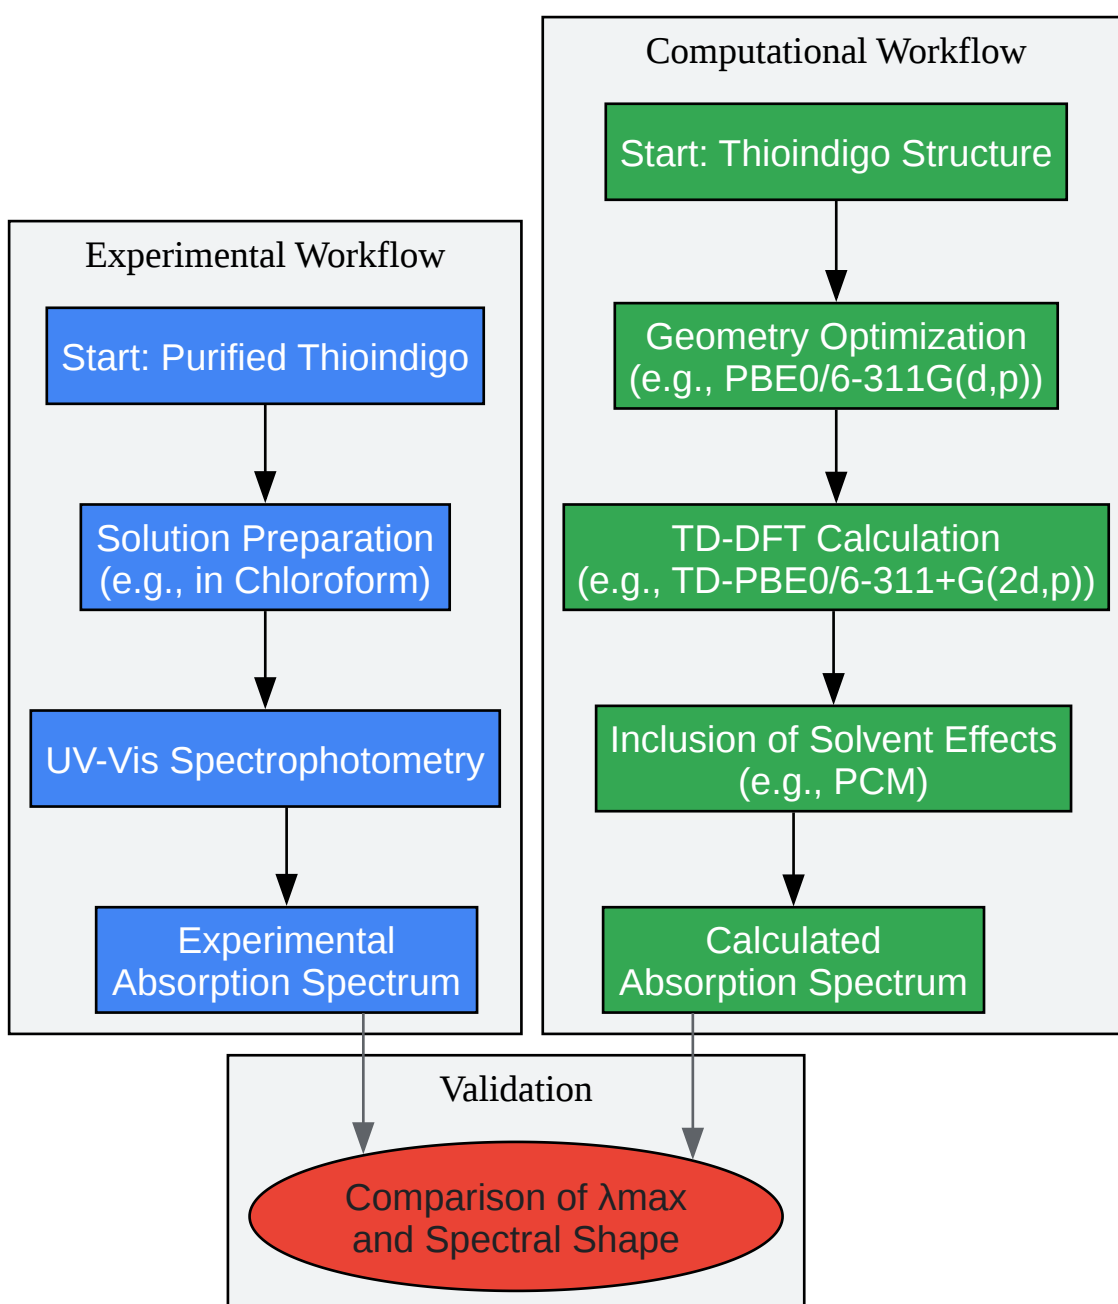 Experimental Workflow
Start: Purified Thioindigo
Solution Preparation
(e.g., in Chloroform)
UV-Vis Spectrophotometry
Experimental
Absorption Spectrum
Computational Workflow
Start: Thioindigo Structure
Geometry Optimization
(e.g., PBE0/6-311G(d,p))
TD-DFT Calculation
(e.g., TD-PBE0/6-311+G(2d,p))
Inclusion of Solvent Effects
(e.g., PCM)
Calculated
Absorption Spectrum
Validation
Comparison of λmax
and Spectral Shape